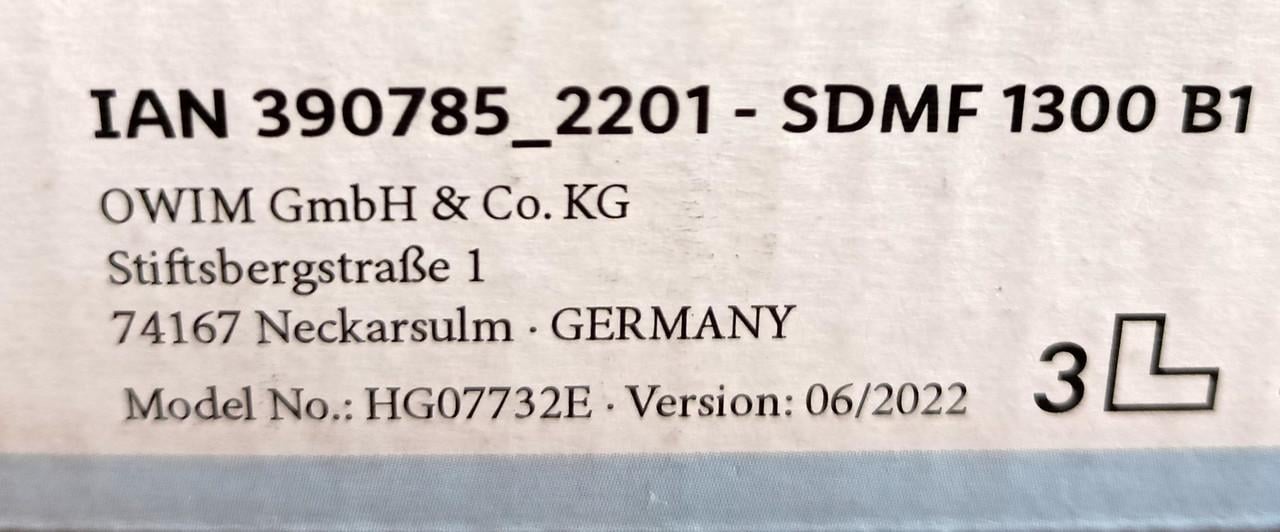 IAN 390785_2201 - SDMF 1300 B1
OWIM GmbH & Co. KG
Stiftsbergstraße 1
74167 Neckarsulm · GERMANY
Model No.: HG07732E · Version: 06/2022
3